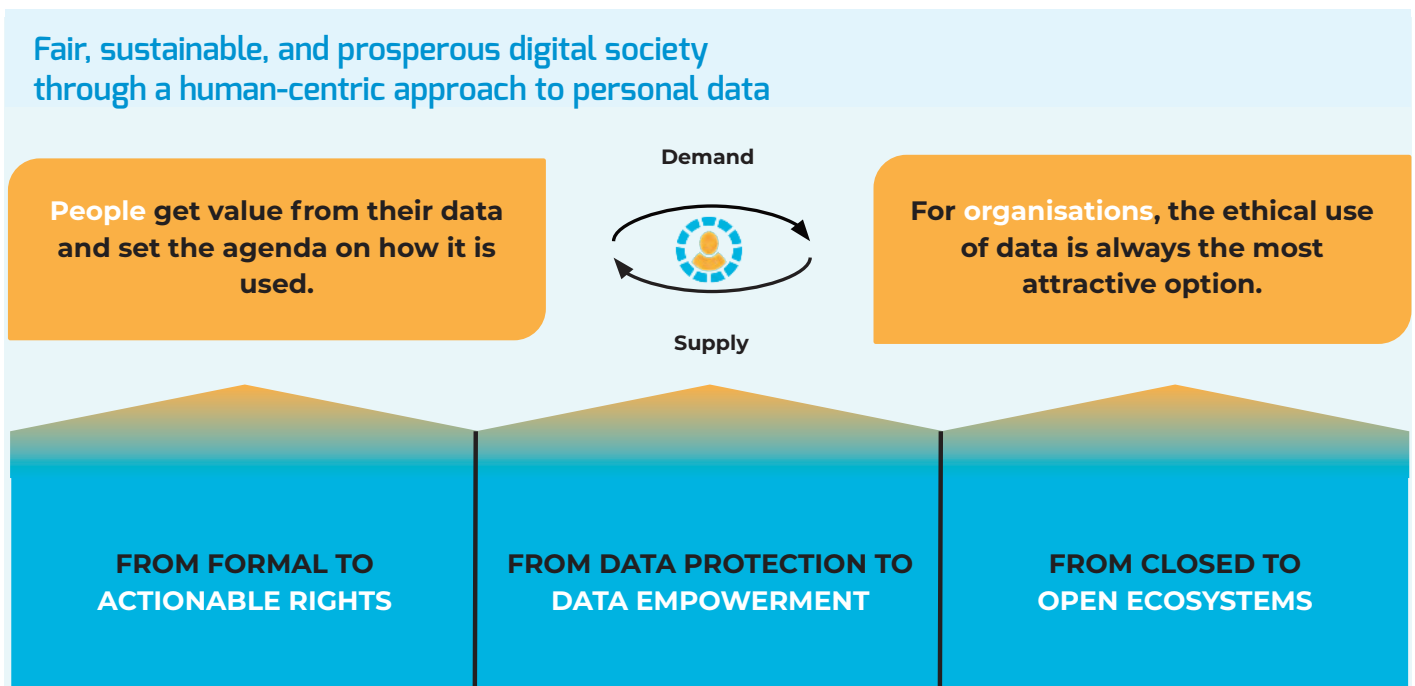 Fair, sustainable, and prosperous digital society
through a human-centric approach to personal data
People get value from their data
and set the agenda on how it is
used.
Demand
Supply
For organisations, the ethical use
of data is always the most
attractive option.
FROM FORMAL TO
ACTIONABLE RIGHTS
FROM DATA PROTECTION TO
DATA EMPOWERMENT
FROM CLOSED TO
OPEN ECOSYSTEMS